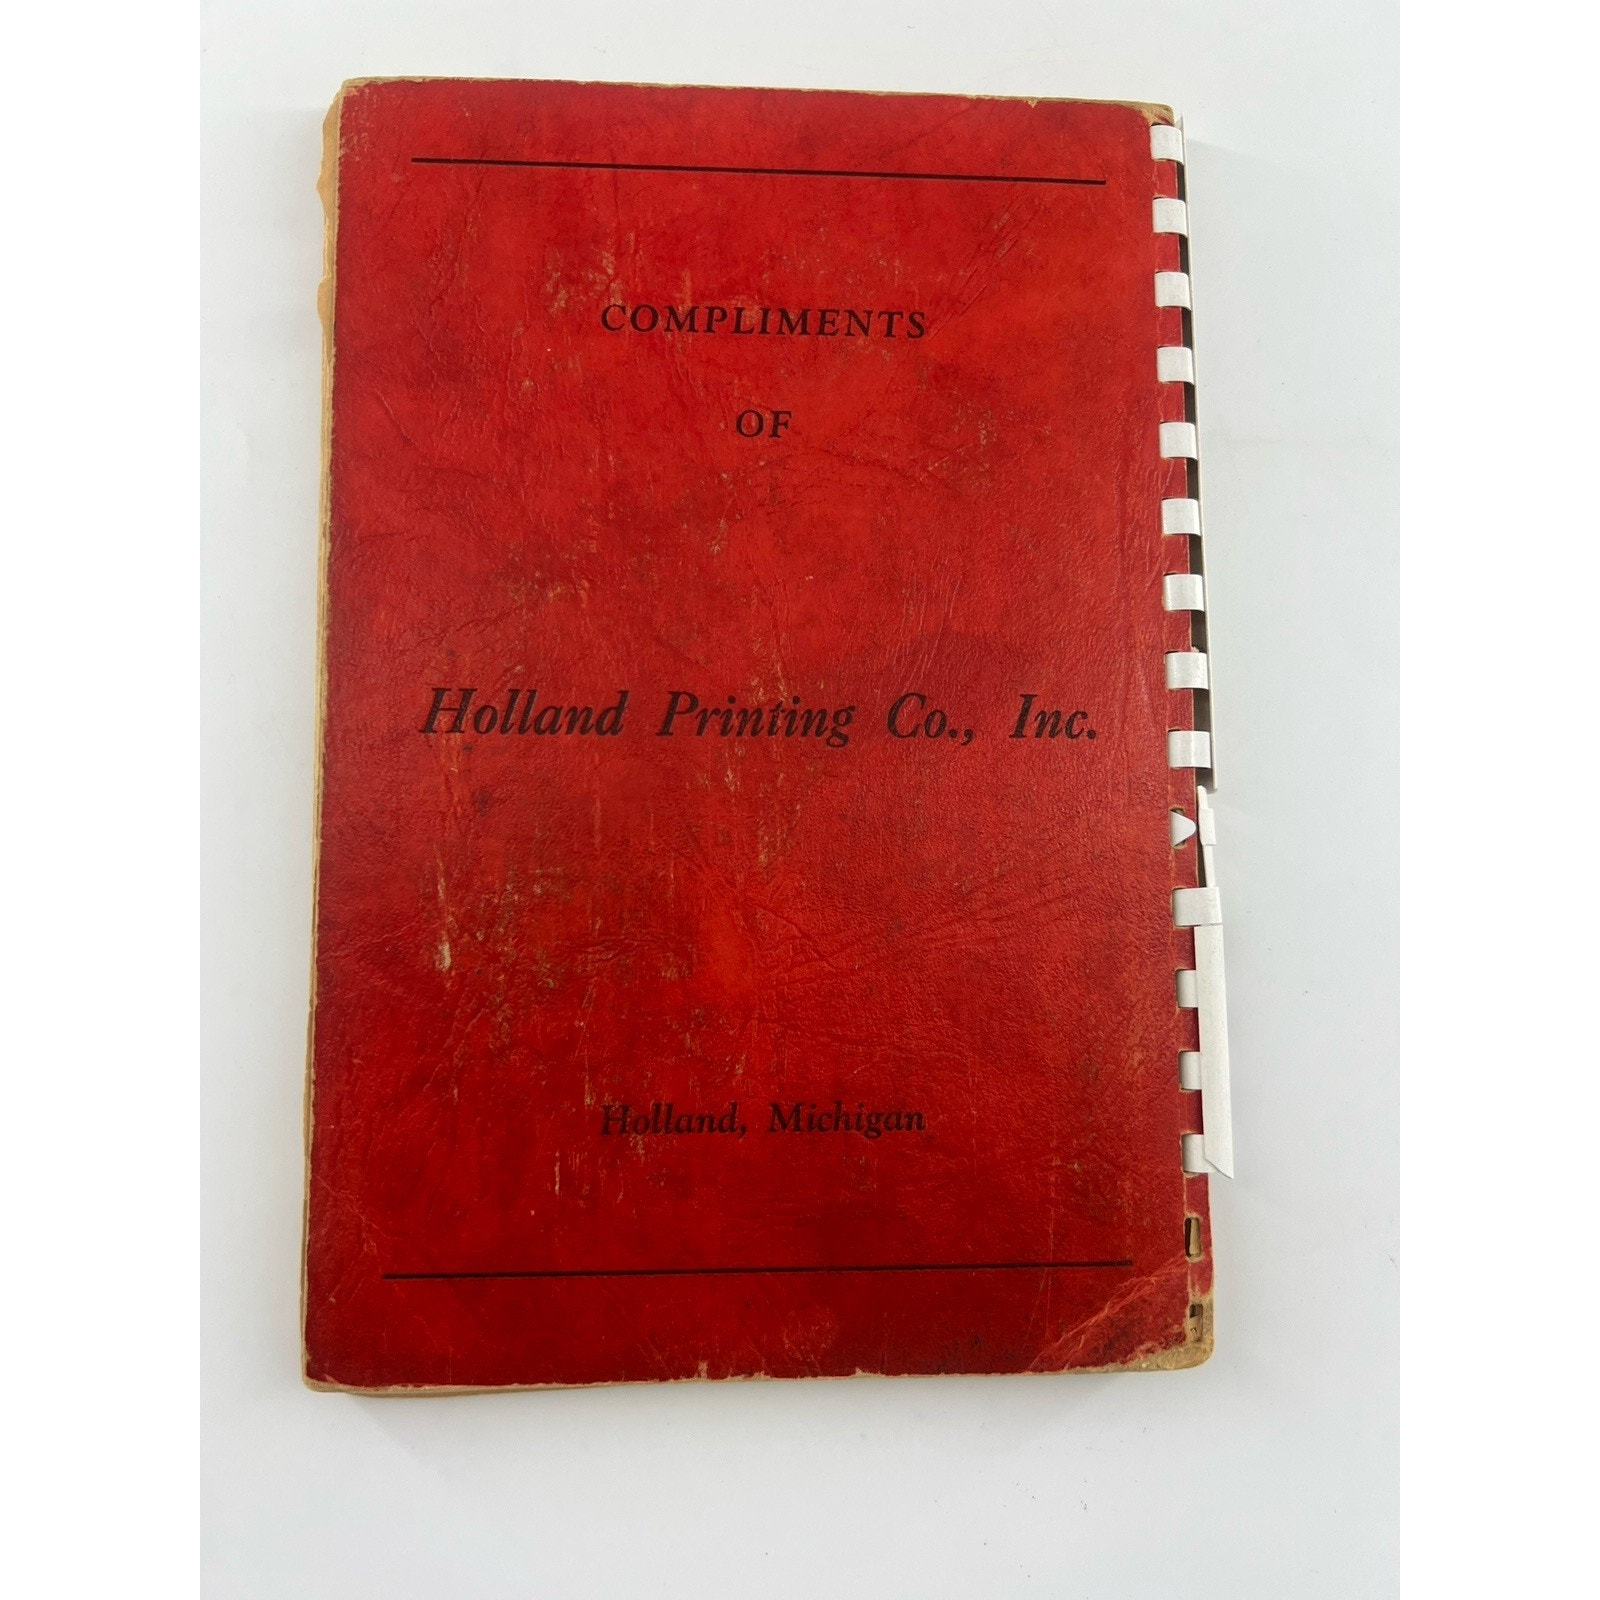 COMPLIMENTS
OF
Holland Printing Co., Inc.
Holland, Michigan